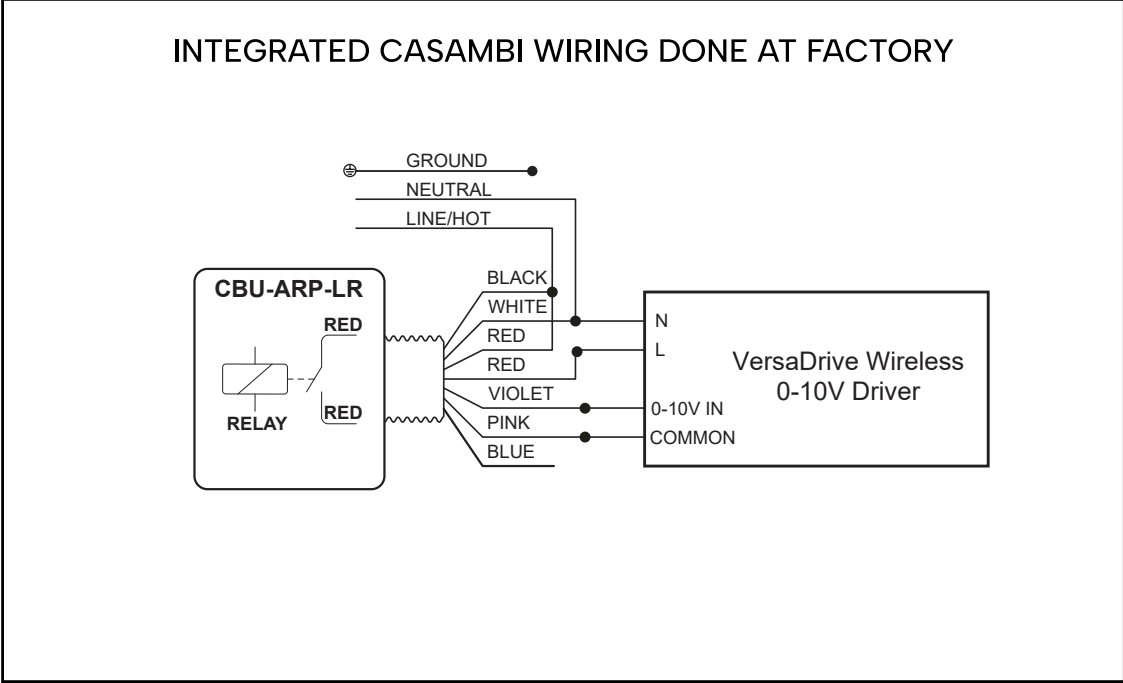 INTEGRATED CASAMBI WIRING DONE AT FACTORY
GROUND
NEUTRAL
LINE/HOT
CBU-ARP-LR
RED
RELAY
RED
BLACK
WHITE
RED
RED
VIOLET
PINK
BLUE
N
L
VersaDrive Wireless
0-10V Driver
0-10V IN
COMMON